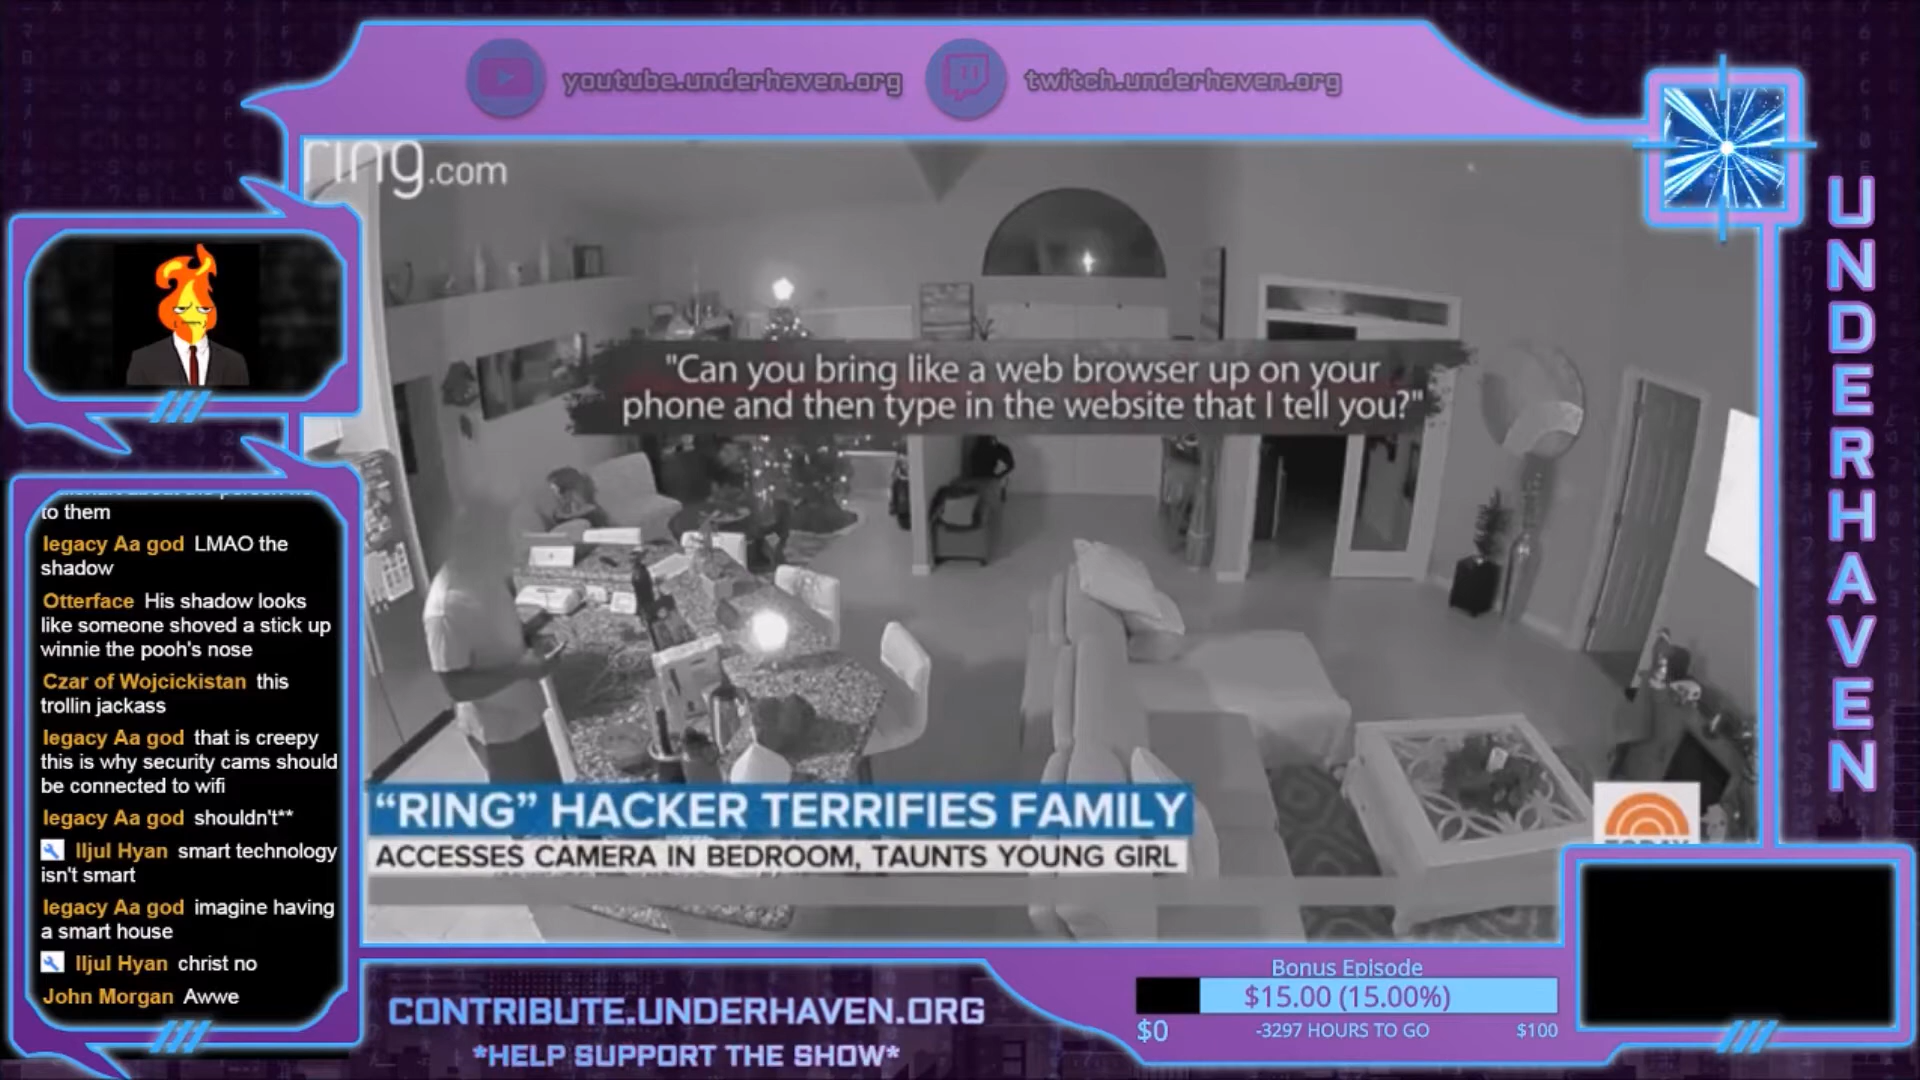 youtube.underhaven.org
twitch.underhaven.org
ring.com
UNDERHAVEN
"Can you bring like a web browser up on your
phone and then type in the website that I tell you?"
to them
legacy Aa god LMAO the
shadow
Otterface His shadow looks
like someone shoved a stick up
winnie the pooh's nose
Czar of Wojcickistan this
trollin jackass
legacy Aa god that is creepy
this is why security cams should
be connected to wifi
legacy Aa god shouldn't**
Iljul Hyan smart technology
isn't smart
legacy Aa god imagine having
a smart house
Iljul Hyan christ no
John Morgan Awwe
“RING” HACKER TERRIFIES FAMILY
ACCESSES CAMERA IN BEDROOM, TAUNTS YOUNG GIRL
TODAY
CONTRIBUTE.UNDERHAVEN.ORG
*HELP SUPPORT THE SHOW*
Bonus Episode
$15.00 (15.00%)
$0 -3297 HOURS TO GO $100